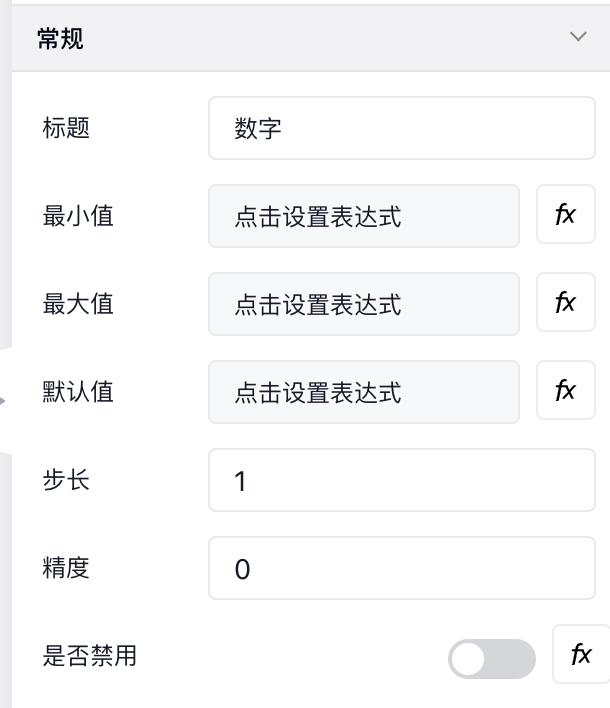 常规
标题 数字
最小值 点击设置表达式 fx
最大值 点击设置表达式 fx
默认值 点击设置表达式 fx
步长 1
精度 0
是否禁用 fx